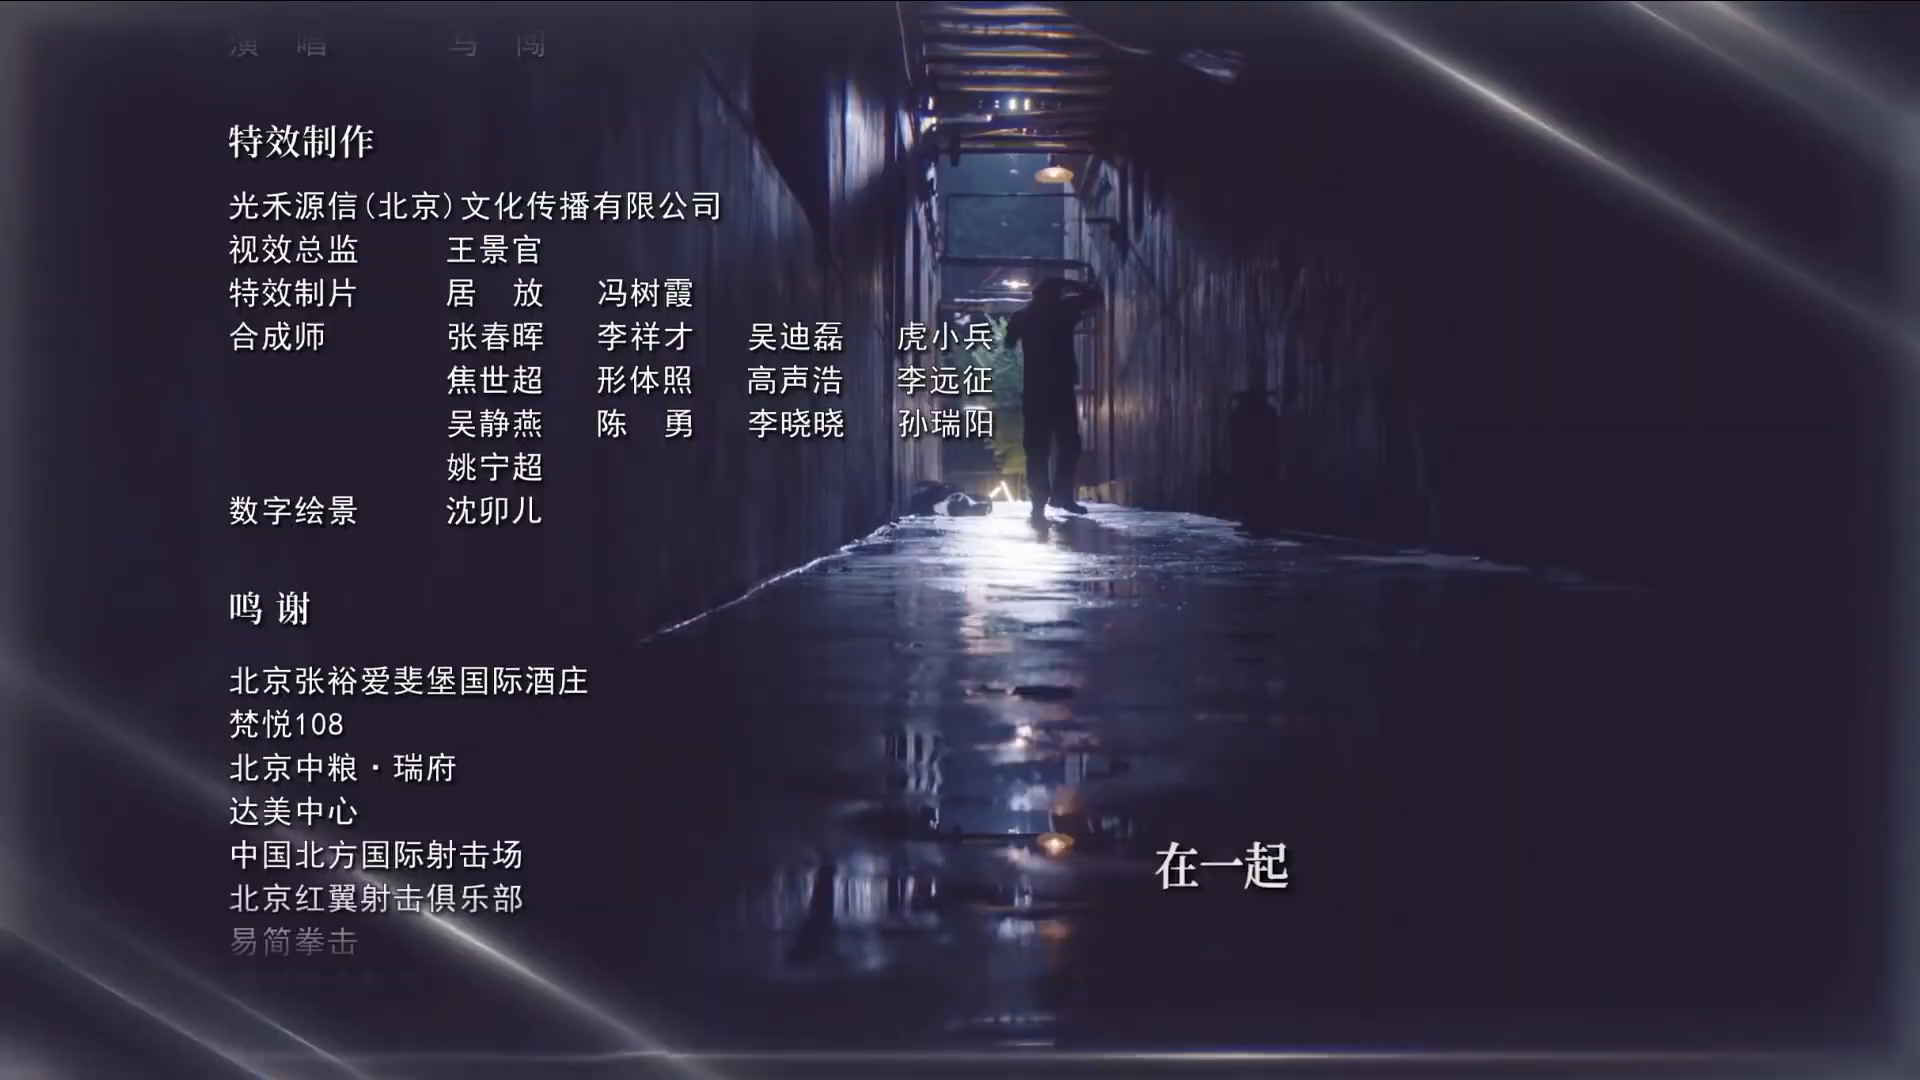 演 唱 马 闯
特效制作
光禾源信(北京)文化传播有限公司
视效总监 王景官
特效制片 居 放 冯树霞
合成师 张春晖 李祥才 吴迪磊 虎小兵
焦世超 形体照 高声浩 李远征
吴静燕 陈 勇 李晓晓 孙瑞阳
姚宁超
数字绘景 沈卯儿
鸣 谢
北京张裕爱斐堡国际酒庄
梵悦108
北京中粮·瑞府
达美中心
中国北方国际射击场
北京红翼射击俱乐部
易简拳击
在一起